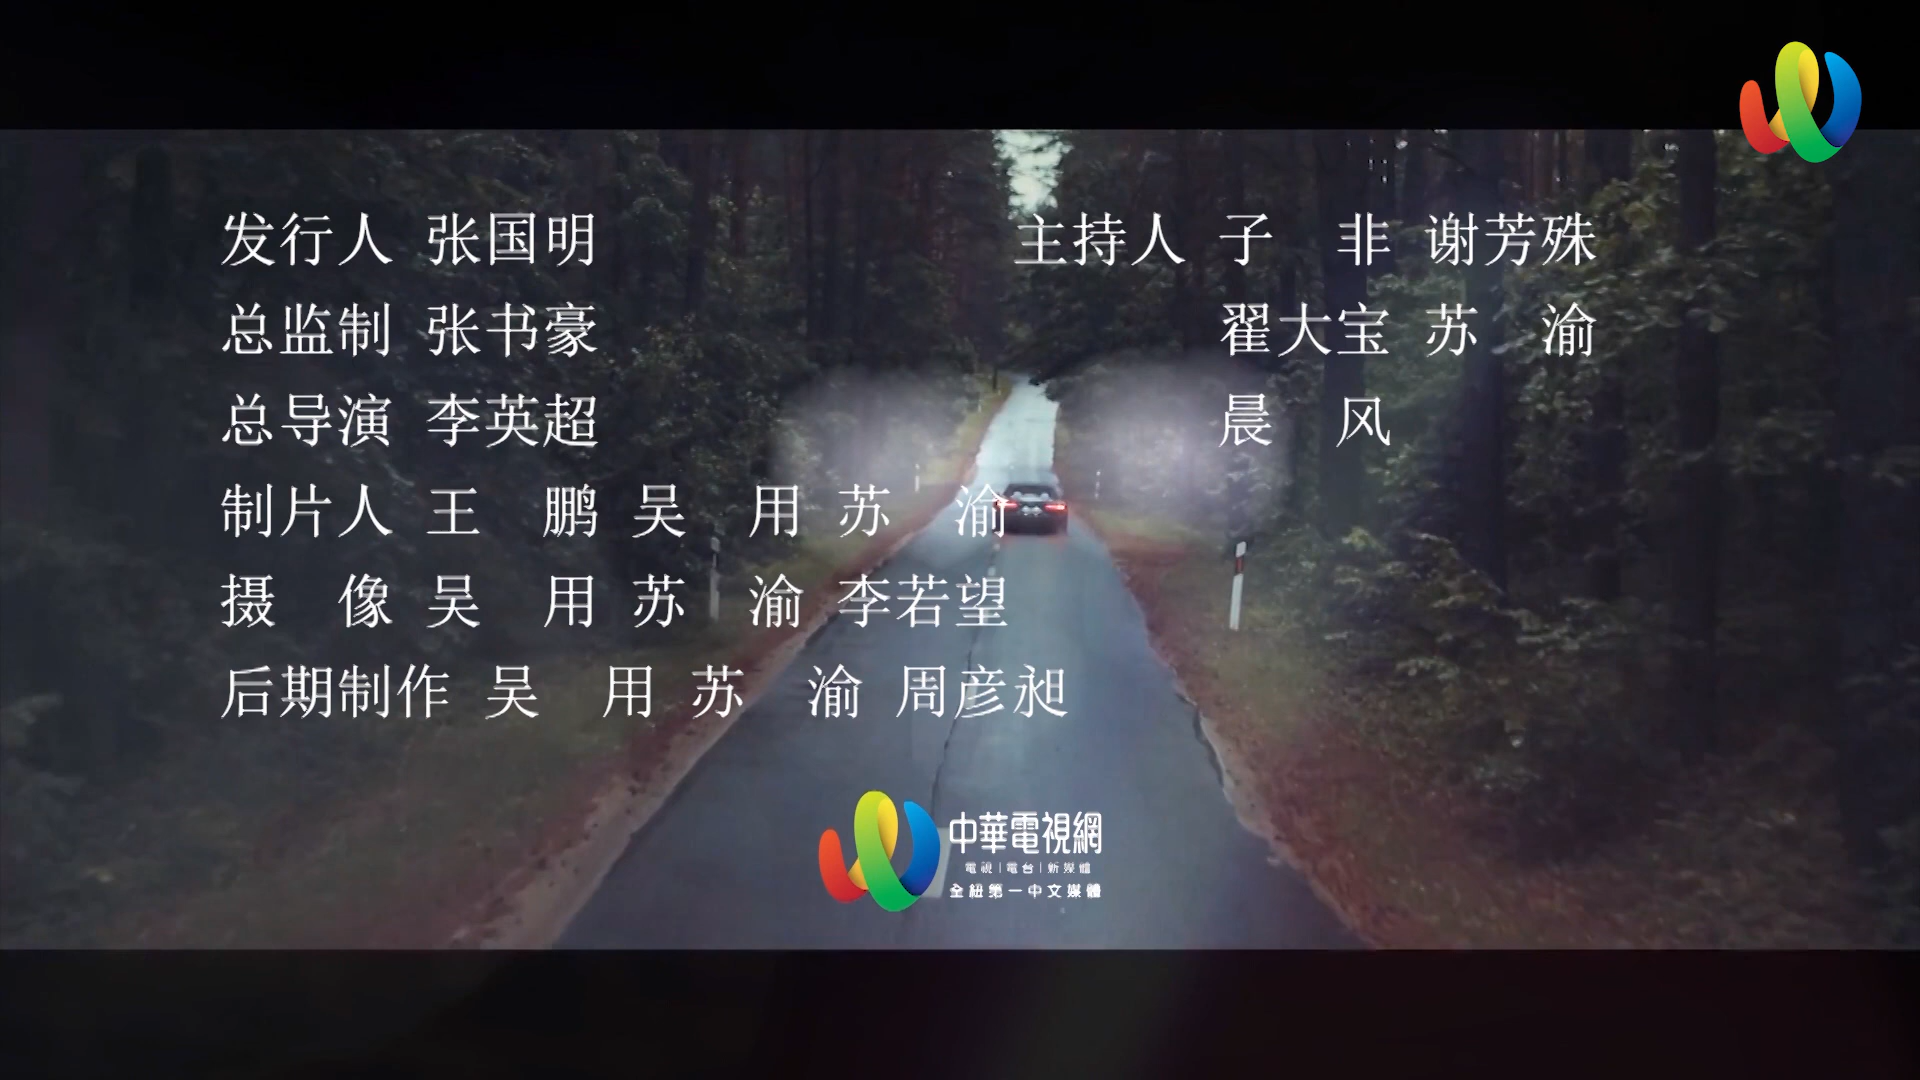 发行人 张国明
总监制 张书豪
总导演 李英超
制片人 王　鹏 吴　用 苏　渝
摄　像 吴　用 苏　渝 李若望
后期制作 吴　用 苏　渝 周彦昶
主持人 子　非 谢芳殊
翟大宝 苏　渝
晨　风
中華電視網
電視|電台|新媒體
全紐第一中文媒體